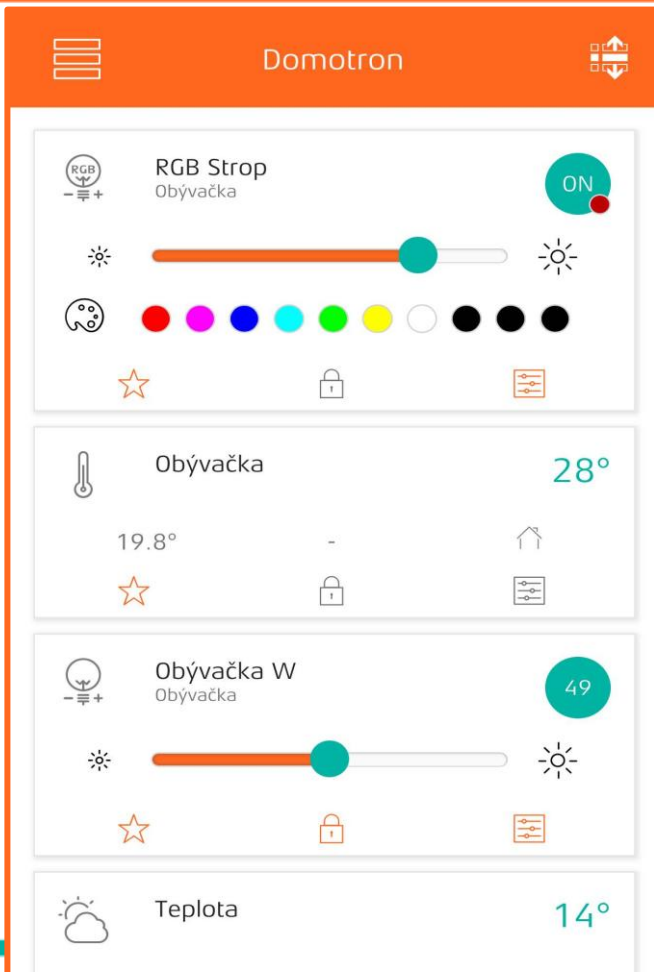 Domotron
RGB
RGB Strop
Obývačka
ON
Obývačka
28°
19.8°
-
Obývačka W
Obývačka
49
Teplota
14°